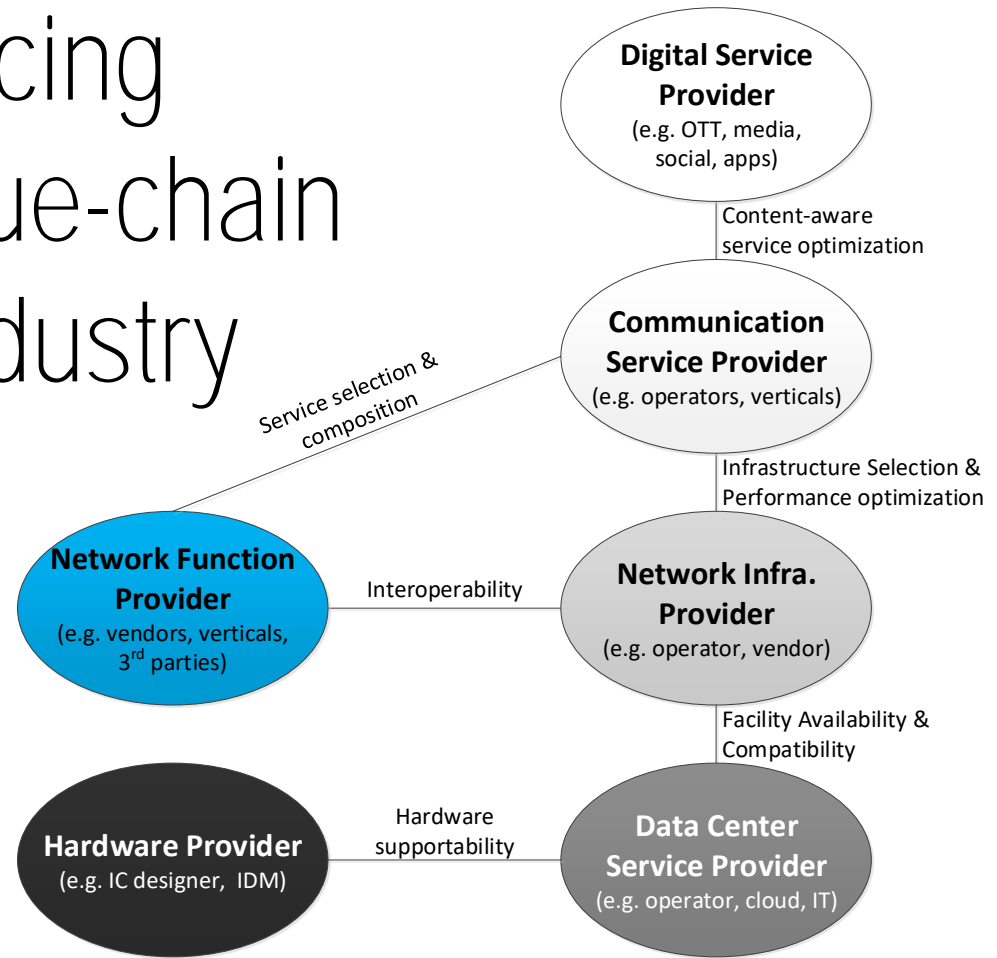 cing
ue-chain
dustry
Digital Service
Provider
(e.g. OTT, media,
social, apps)
Content-aware
service optimization
Communication
Service Provider
(e.g. operators, verticals)
Service selection &
composition
Infrastructure Selection &
Performance optimization
Network Function
Provider
(e.g. vendors, verticals,
3rd parties)
Interoperability
Network Infra.
Provider
(e.g. operator, vendor)
Facility Availability &
Compatibility
Hardware Provider
(e.g. IC designer, IDM)
Hardware
supportability
Data Center
Service Provider
(e.g. operator, cloud, IT)